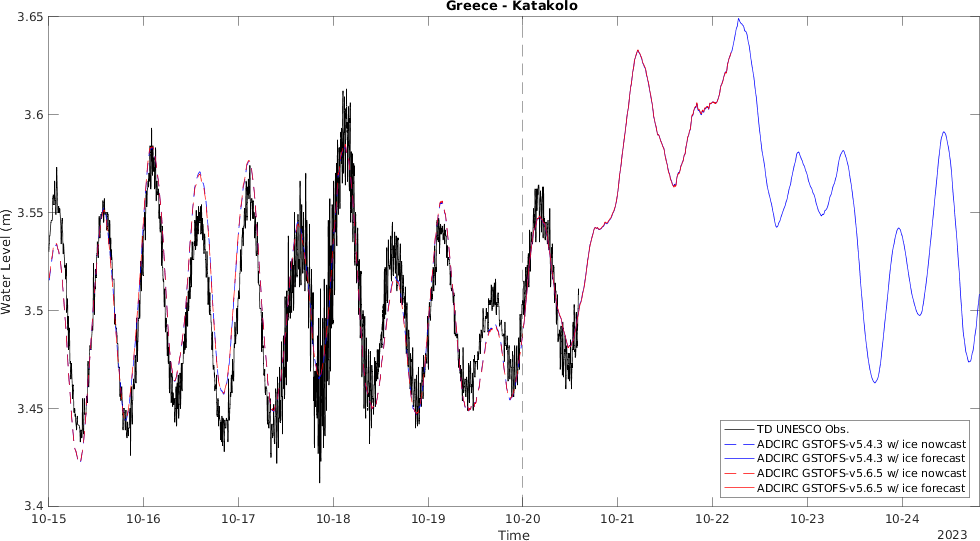 Greece - Katakolo
Water Level (m)
3.65
3.6
3.55
3.5
3.45
3.4
TD UNESCO Obs.
ADCIRC GSTOFS-v5.4.3 w/ ice nowcast
ADCIRC GSTOFS-v5.4.3 w/ ice forecast
ADCIRC GSTOFS-v5.6.5 w/ ice nowcast
ADCIRC GSTOFS-v5.6.5 w/ ice forecast
10-15 10-16 10-17 10-18 10-19 10-20 10-21 10-22 10-23 10-24
Time 2023